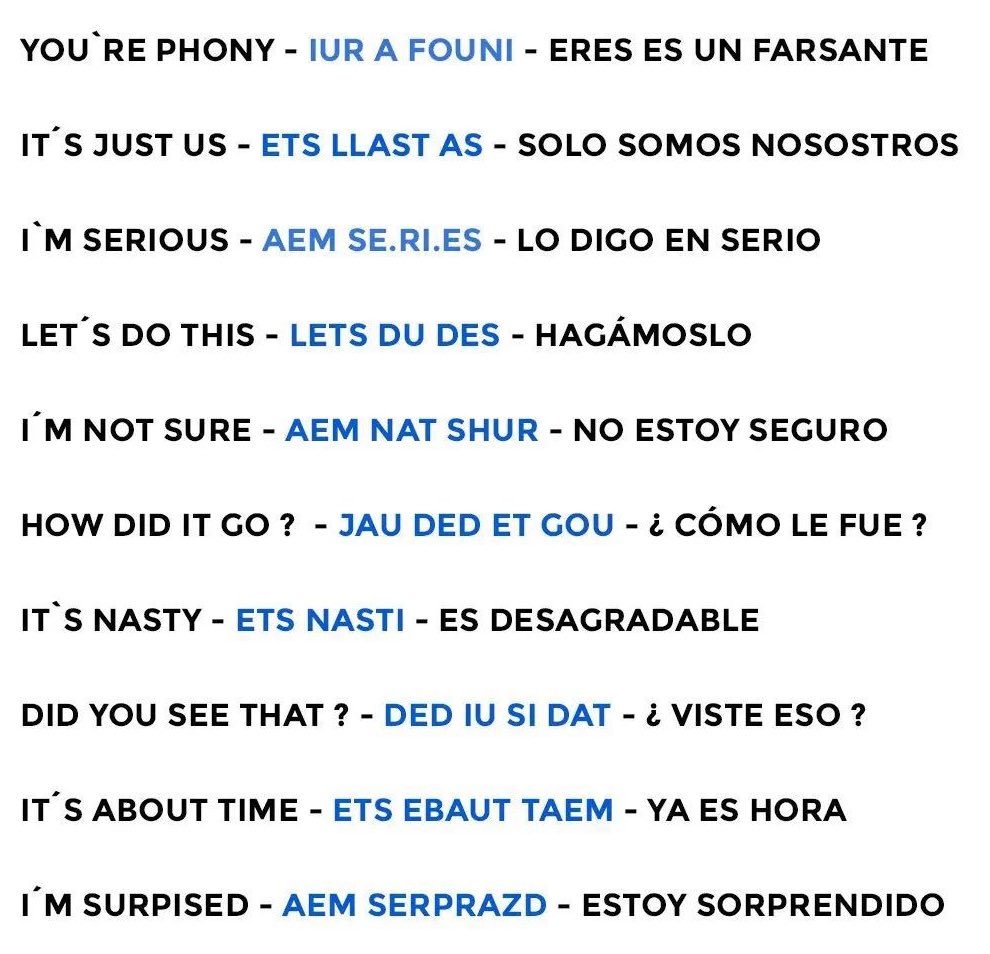 YOU`RE PHONY - IUR A FOUNI - ERES ES UN FARSANTE
IT´S JUST US - ETS LLAST AS - SOLO SOMOS NOSOSTROS
I`M SERIOUS - AEM SE.RI.ES - LO DIGO EN SERIO
LET´S DO THIS - LETS DU DES - HAGÁMOSLO
I´M NOT SURE - AEM NAT SHUR - NO ESTOY SEGURO
HOW DID IT GO ? - JAU DED ET GOU - ¿ CÓMO LE FUE ?
IT`S NASTY - ETS NASTI - ES DESAGRADABLE
DID YOU SEE THAT ? - DED IU SI DAT - ¿ VISTE ESO ?
IT´S ABOUT TIME - ETS EBAUT TAEM - YA ES HORA
I´M SURPISED - AEM SERPRAZD - ESTOY SORPRENDIDO